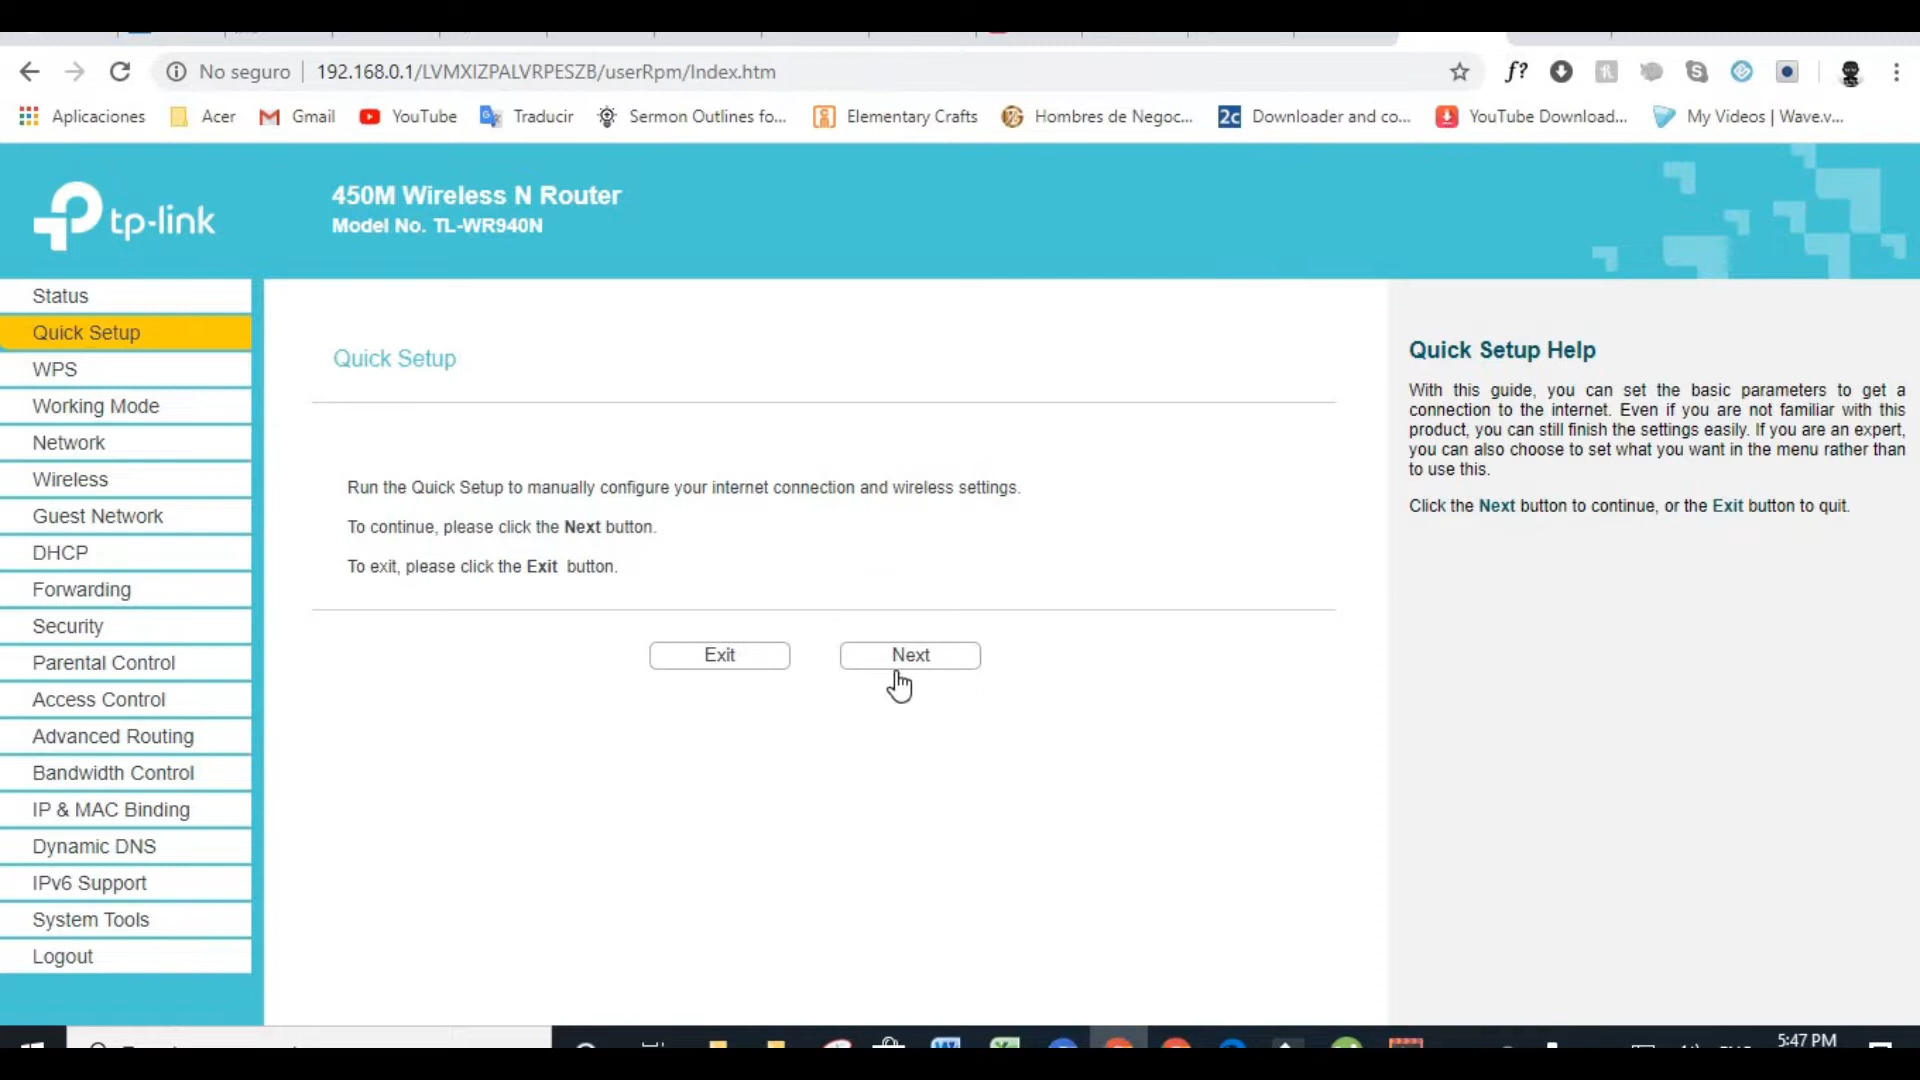 No seguro
192.168.0.1/LVMXIZPALVRPESZB/userRpm/Index.htm
f?
Aplicaciones
Acer
Gmail
YouTube
Traducir
Sermon Outlines fo...
Elementary Crafts
Hombres de Negoc...
2c
Downloader and co...
YouTube Download...
My Videos | Wave.v...
tp-link
450M Wireless N Router
Model No. TL-WR940N
Status
Quick Setup
WPS
Working Mode
Network
Wireless
Guest Network
DHCP
Forwarding
Security
Parental Control
Access Control
Advanced Routing
Bandwidth Control
IP & MAC Binding
Dynamic DNS
IPv6 Support
System Tools
Logout
Quick Setup
Run the Quick Setup to manually configure your internet connection and wireless settings.
To continue, please click the Next button.
To exit, please click the Exit button.
Exit
Next
Quick Setup Help
With this guide, you can set the basic parameters to get a
connection to the internet. Even if you are not familiar with this
product, you can still finish the settings easily. If you are an expert,
you can also choose to set what you want in the menu rather than
to use this.
Click the Next button to continue, or the Exit button to quit.
5:47 PM